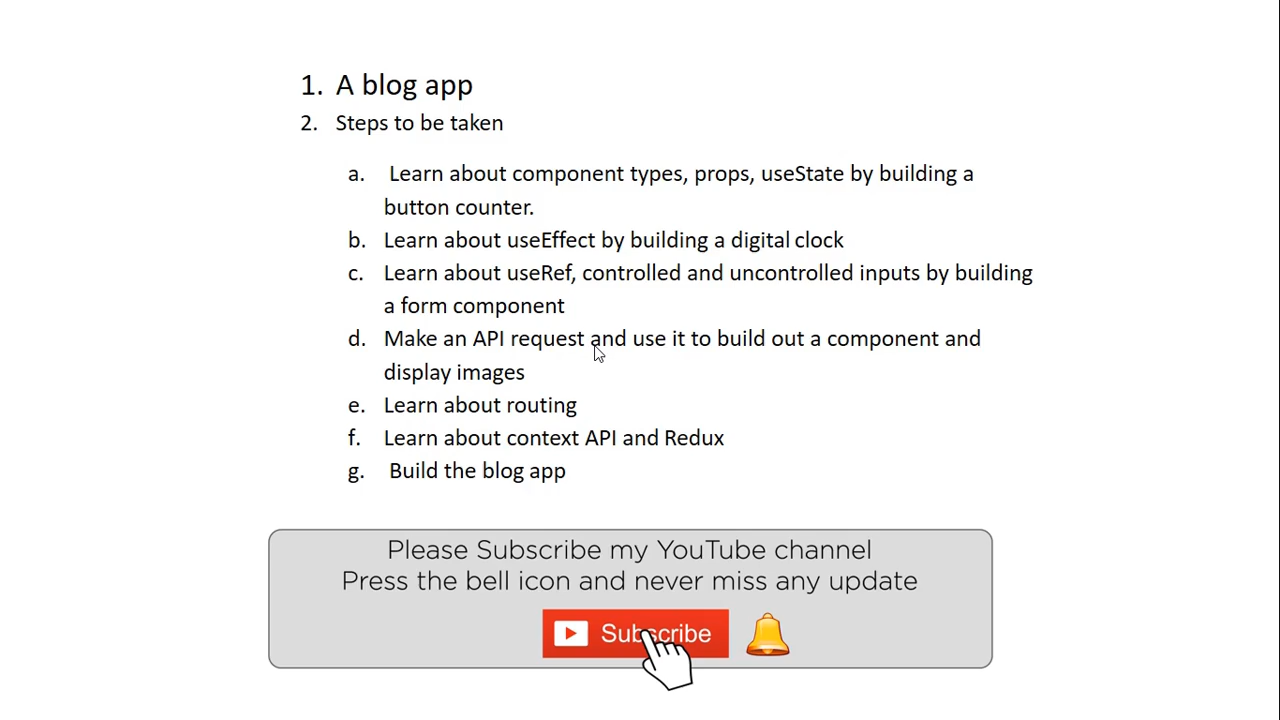 1. A blog app
2. Steps to be taken
a. Learn about component types, props, useState by building a
button counter.
b. Learn about useEffect by building a digital clock
c. Learn about useRef, controlled and uncontrolled inputs by building
a form component
d. Make an API request and use it to build out a component and
display images
e. Learn about routing
f. Learn about context API and Redux
g. Build the blog app
Please Subscribe my YouTube channel
Press the bell icon and never miss any update
Subscribe